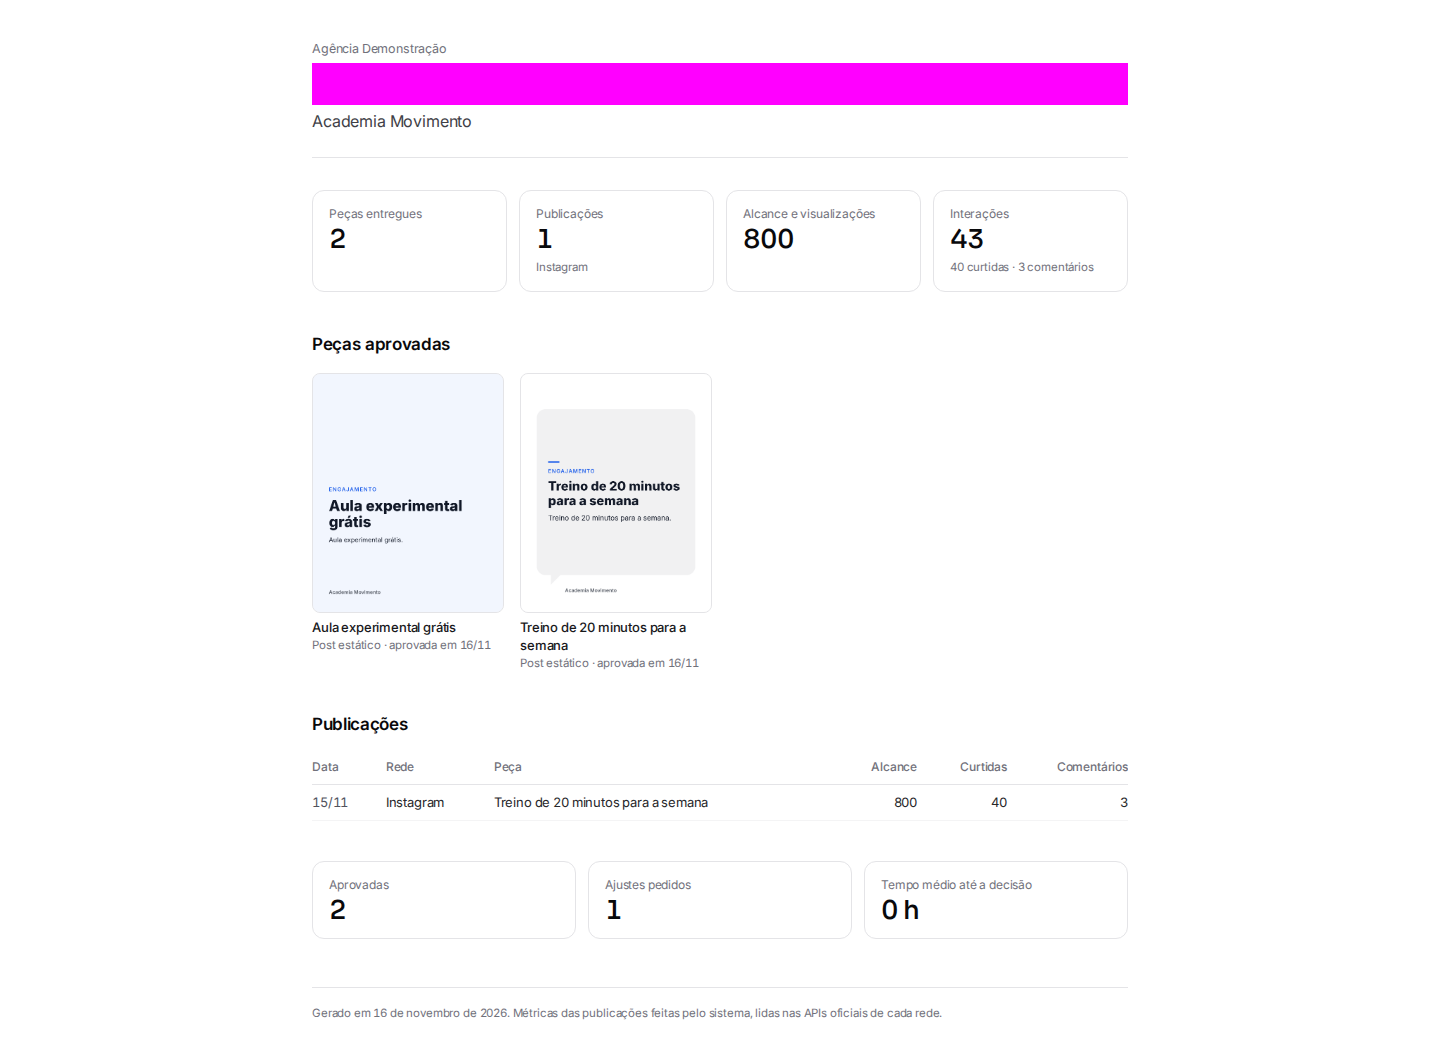 Agência Demonstração
Academia Movimento
Peças entregues
2
Publicações
1
Instagram
Alcance e visualizações
800
Interações
43
40 curtidas · 3 comentários
Peças aprovadas
ENGAJAMENTO
Aula experimental
grátis
Aula experimental grátis.
Academia Movimento
Aula experimental grátis
Post estático · aprovada em 16/11
ENGAJAMENTO
Treino de 20 minutos
para a semana
Treino de 20 minutos para a semana.
Academia Movimento
Treino de 20 minutos para a
semana
Post estático · aprovada em 16/11
Publicações
Data Rede Peça Alcance Curtidas Comentários
15/11 Instagram Treino de 20 minutos para a semana 800 40 3
Aprovadas
2
Ajustes pedidos
1
Tempo médio até a decisão
0 h
Gerado em 16 de novembro de 2026. Métricas das publicações feitas pelo sistema, lidas nas APIs oficiais de cada rede.